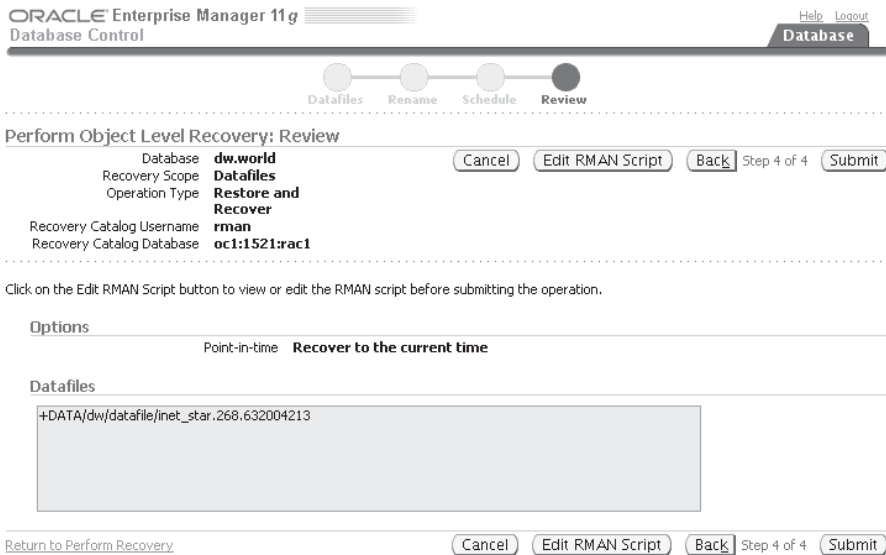 ORACLE Enterprise Manager 11g
Database Control
Help Logout
Database
Datafiles Rename Schedule Review
Perform Object Level Recovery: Review
Database dw.world
Cancel Edit RMAN Script Back Step 4 of 4 Submit
Recovery Scope Datafiles
Operation Type Restore and
Recover
Recovery Catalog Username rman
Recovery Catalog Database oc1:1521:rac1
Click on the Edit RMAN Script button to view or edit the RMAN script before submitting the operation.
Options
Point-in-time Recover to the current time
Datafiles
+DATA/dw/datafile/inet_star.268.632004213
Return to Perform Recovery
Cancel Edit RMAN Script Back Step 4 of 4 Submit